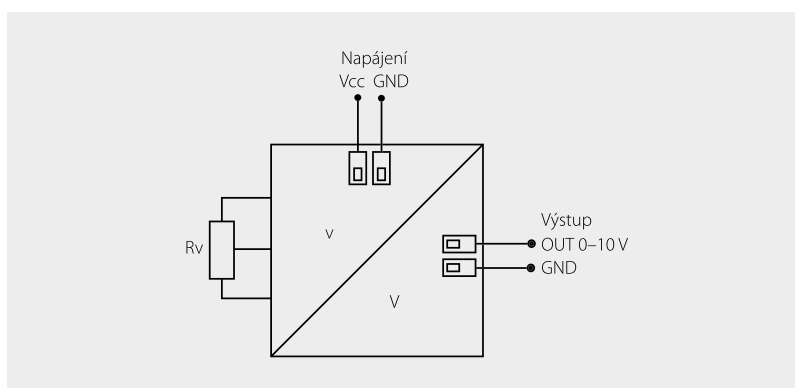 Napájení
Vcc GND
Rv
v
Výstup
OUT 0–10 V
GND
V